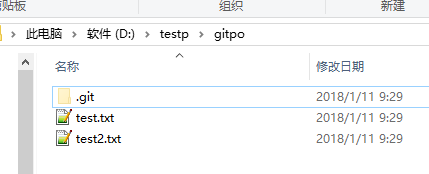 贴板 组织 新建
此电脑 软件 (D:) testp gitpo
名称 修改日期
.git 2018/1/11 9:29
test.txt 2018/1/11 9:29
test2.txt 2018/1/11 9:29